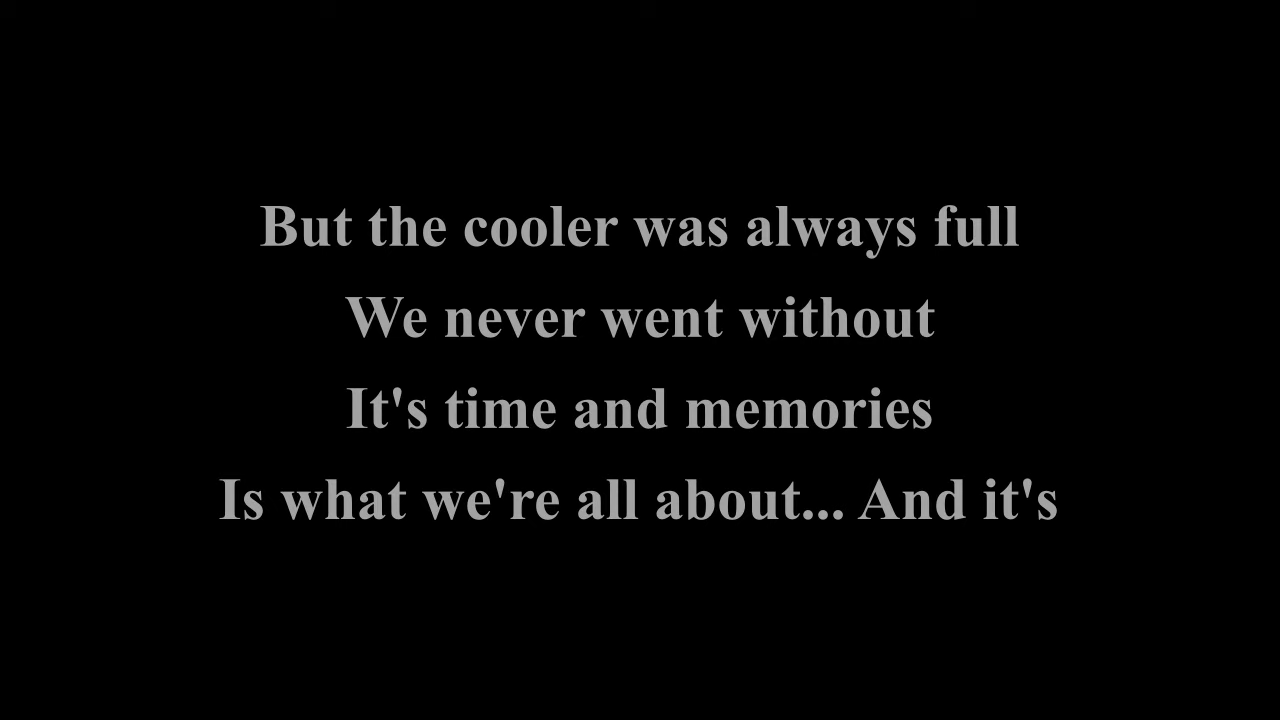 But the cooler was always full
We never went without
It's time and memories
Is what we're all about... And it's